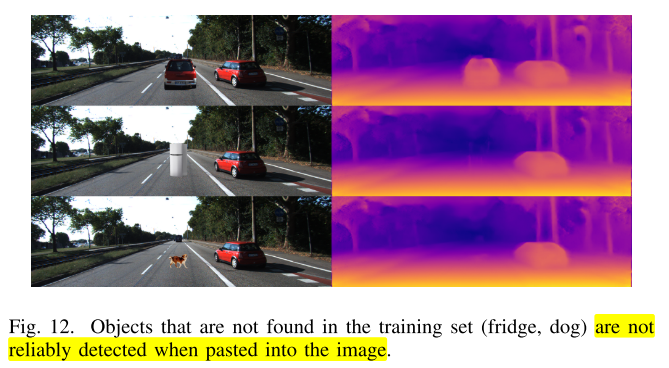 Fig. 12. Objects that are not found in the training set (fridge, dog) are not
reliably detected when pasted into the image.